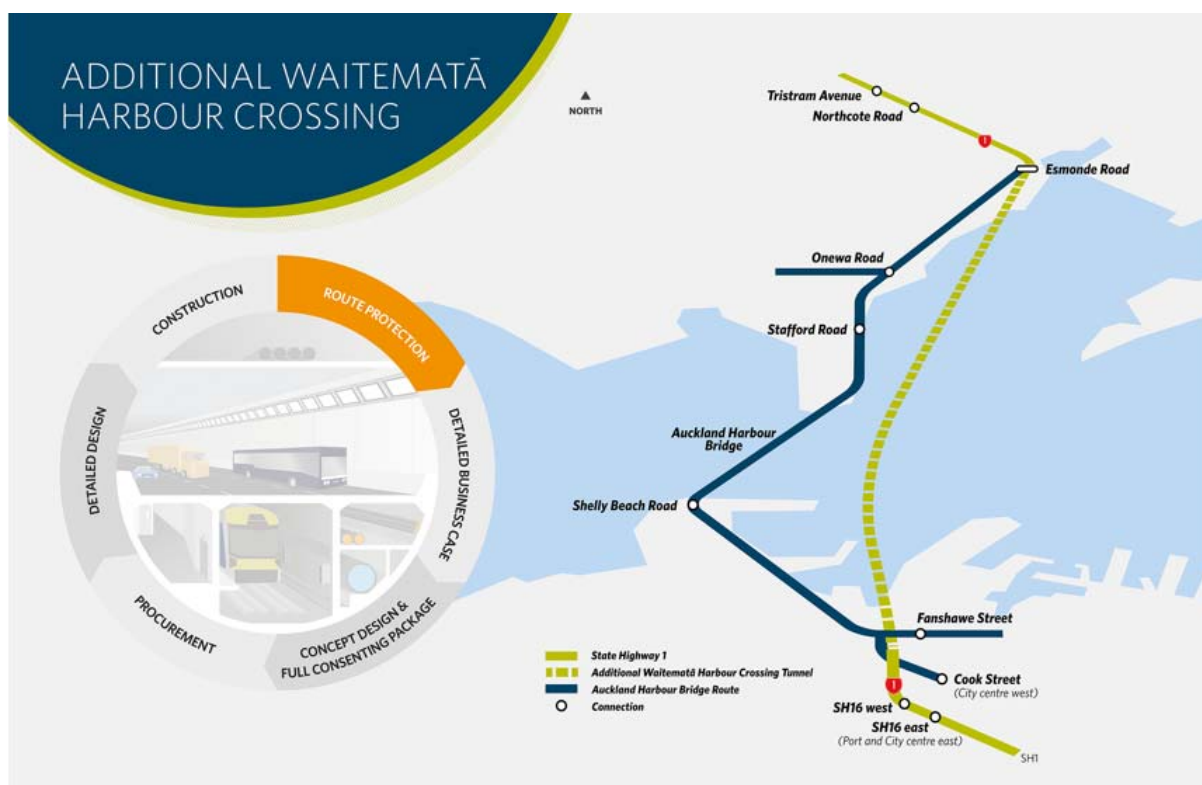 ADDITIONAL WAITEMATĀ
HARBOUR CROSSING
NORTH
Tristram Avenue
Northcote Road
1
Esmonde Road
Onewa Road
Stafford Road
Auckland Harbour
Bridge
Shelly Beach Road
Fanshawe Street
Cook Street
(City centre west)
1
SH16 west
SH16 east
(Port and City centre east)
SH1
State Highway 1
Additional Waitematā Harbour Crossing Tunnel
Auckland Harbour Bridge Route
Connection
ROUTE PROTECTION
DETAILED BUSINESS CASE
CONCEPT DESIGN &
FULL CONSENTING PACKAGE
PROCUREMENT
DETAILED DESIGN
CONSTRUCTION